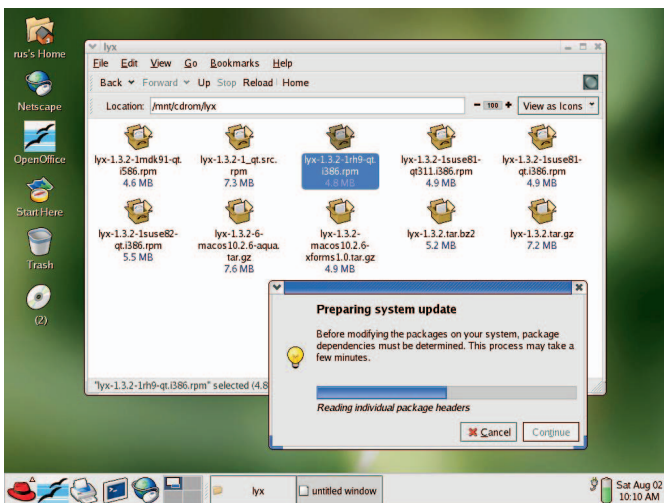 rus's Home
Netscape
OpenOffice
Start Here
Trash
(2)
lyx
File Edit View Go Bookmarks Help
Back Forward Up Stop Reload Home
Location: /mnt/cdrom/lyx
100
View as Icons
lyx-1.3.2-1mdk91-qt.
i586.rpm
4.6 MB
lyx-1.3.2-1_qt.src.
rpm
7.3 MB
lyx-1.3.2-1rh9-qt.
i386.rpm
4.8 MB
lyx-1.3.2-1suse81-
qt311.i386.rpm
4.9 MB
lyx-1.3.2-1suse81-
qt.i386.rpm
4.9 MB
lyx-1.3.2-1suse82-
qt.i386.rpm
5.5 MB
lyx-1.3.2-6-
macos10.2.6-aqua.
tar.gz
7.6 MB
lyx-1.3.2-
macos10.2.6-
xforms1.0.tar.gz
4.9 MB
lyx-1.3.2.tar.bz2
5.2 MB
lyx-1.3.2.tar.gz
7.2 MB
"lyx-1.3.2-1rh9-qt.i386.rpm" selected (4.8
Preparing system update
Before modifying the packages on your system, package
dependencies must be determined. This process may take a
few minutes.
Reading individual package headers
Cancel
Continue
lyx
untitled window
Sat Aug 02
10:10 AM